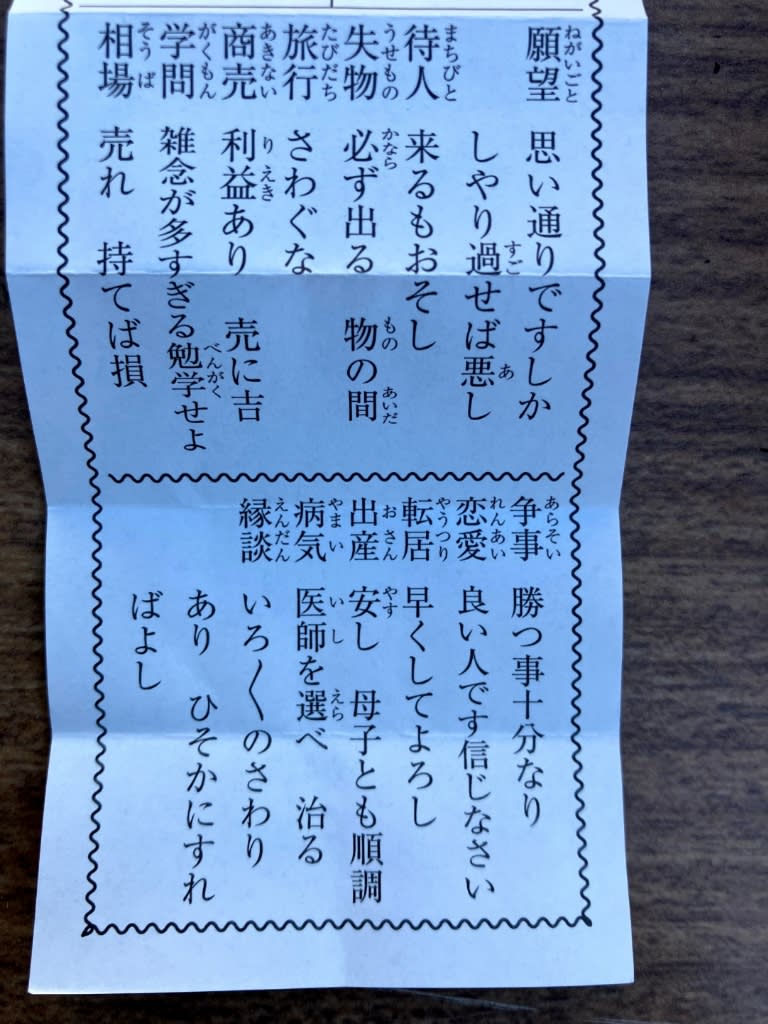 願望 思い通りですしか
しやり過せば悪し
待人 来るもおそし
失物 必ず出る 物の間
旅行 さわぐな
商売 利益あり 売に吉
学問 雑念が多すぎる勉学せよ
相場 売れ 持てば損
争事 勝つ事十分なり
恋愛 良い人です信じなさい
転居 早くしてよろし
出産 安し 母子とも順調
病気 医師を選べ 治る
縁談 いろ〱のさわり
あり ひそかにすれ
ばよし